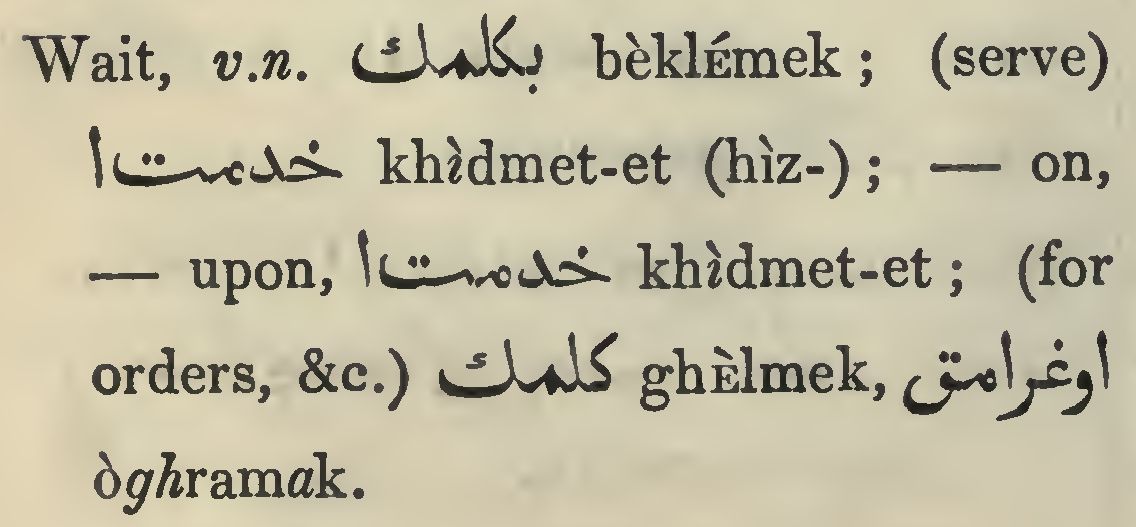 Wait, v.n. بكلمك bèklÉmek ; (serve)
خدمت ا khìdmet-et (hìz-) ; — on,
— upon, خدمت ا khìdmet-et ; (for
orders, &c.) كلمك ghÈlmek, اوغرامق
òghramak.